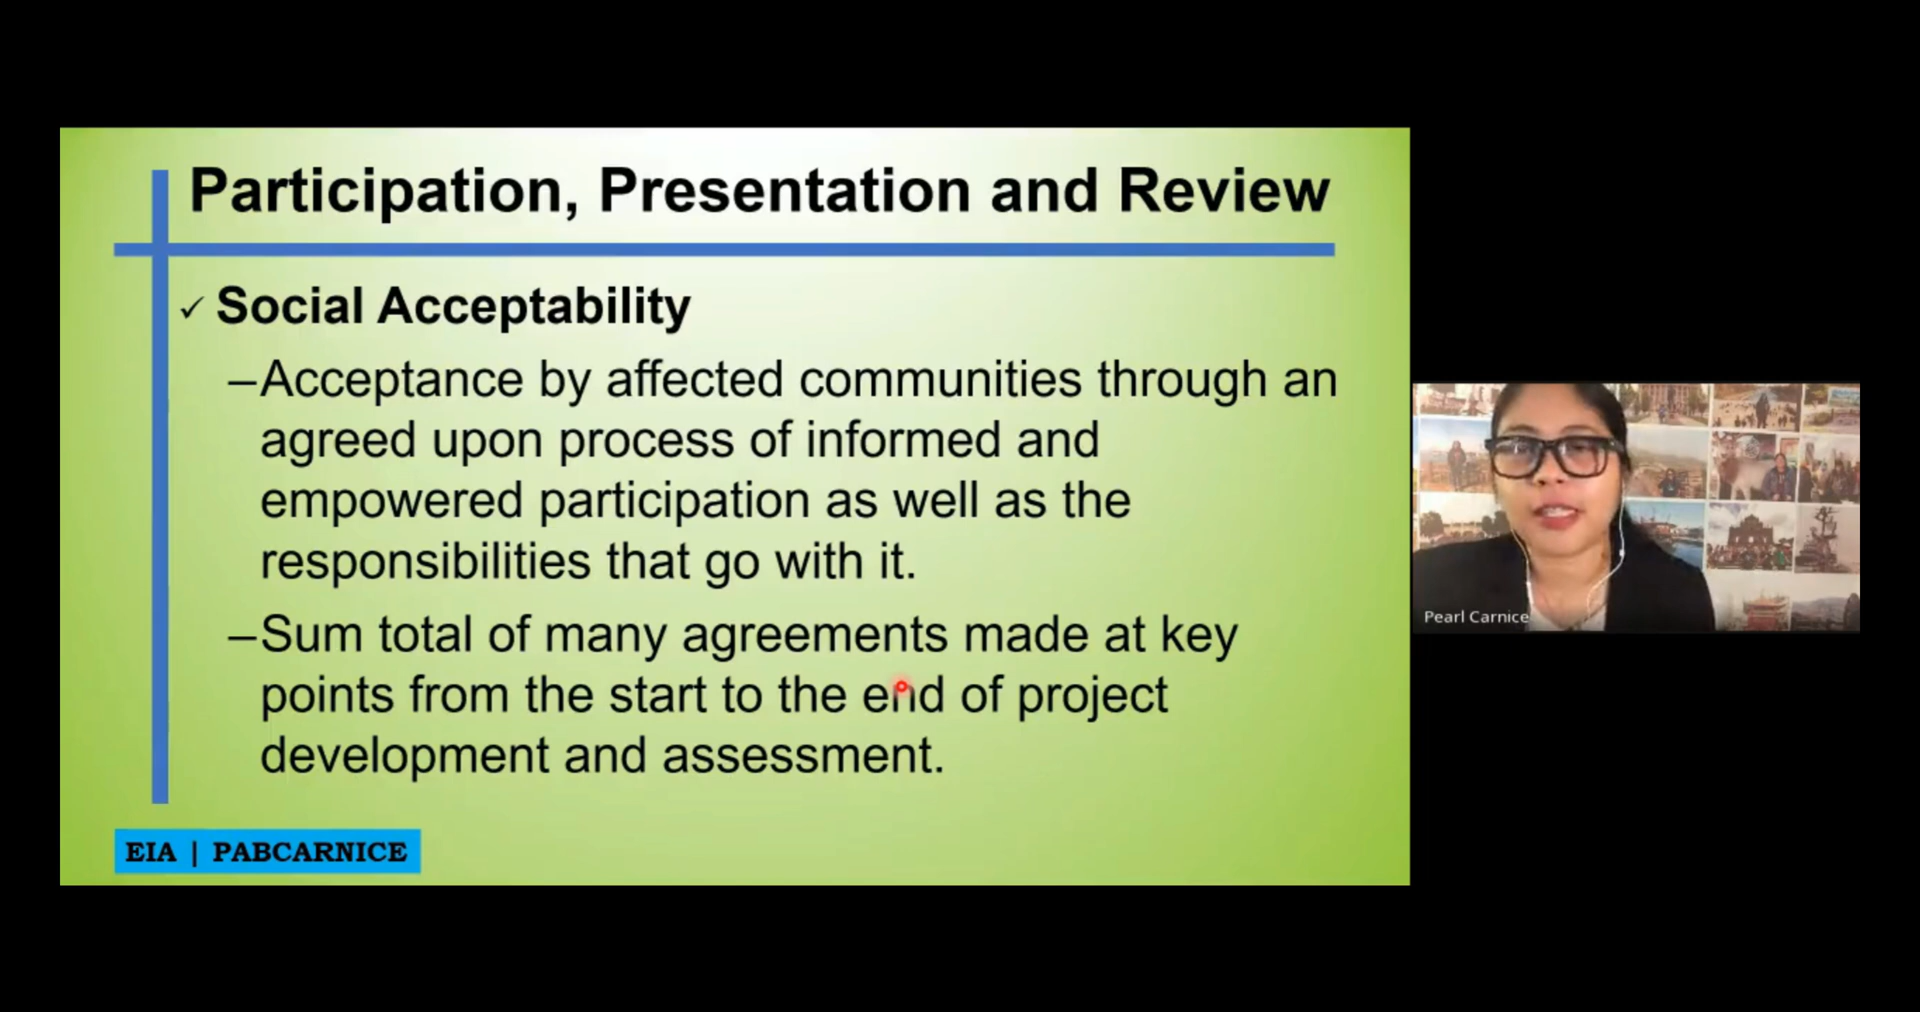 Participation, Presentation and Review
✓ Social Acceptability
–Acceptance by affected communities through an
agreed upon process of informed and
empowered participation as well as the
responsibilities that go with it.
–Sum total of many agreements made at key
points from the start to the end of project
development and assessment.
EIA | PABCARNICE
Pearl Carnice